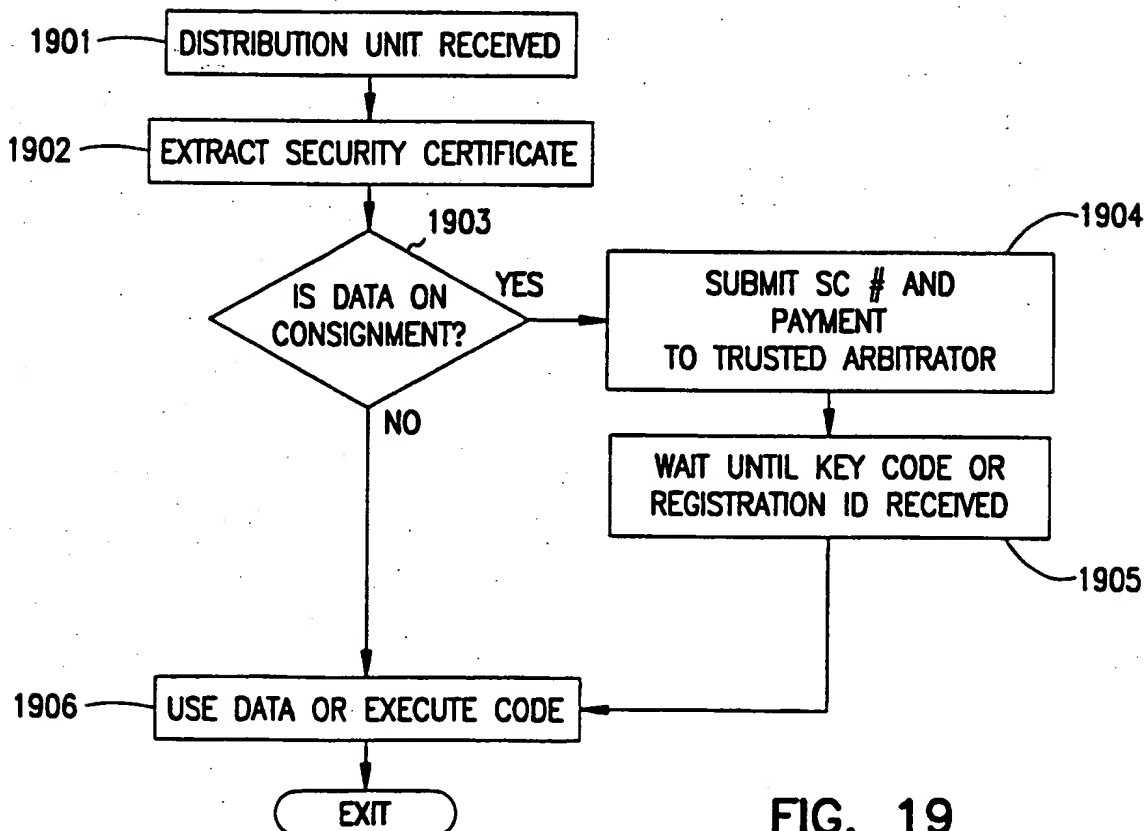 1901
DISTRIBUTION UNIT RECEIVED
1902
EXTRACT SECURITY CERTIFICATE
1903
IS DATA ON
CONSIGNMENT?
YES
NO
1904
SUBMIT SC # AND
PAYMENT
TO TRUSTED ARBITRATOR
WAIT UNTIL KEY CODE OR
REGISTRATION ID RECEIVED
1905
1906
USE DATA OR EXECUTE CODE
EXIT
FIG. 19